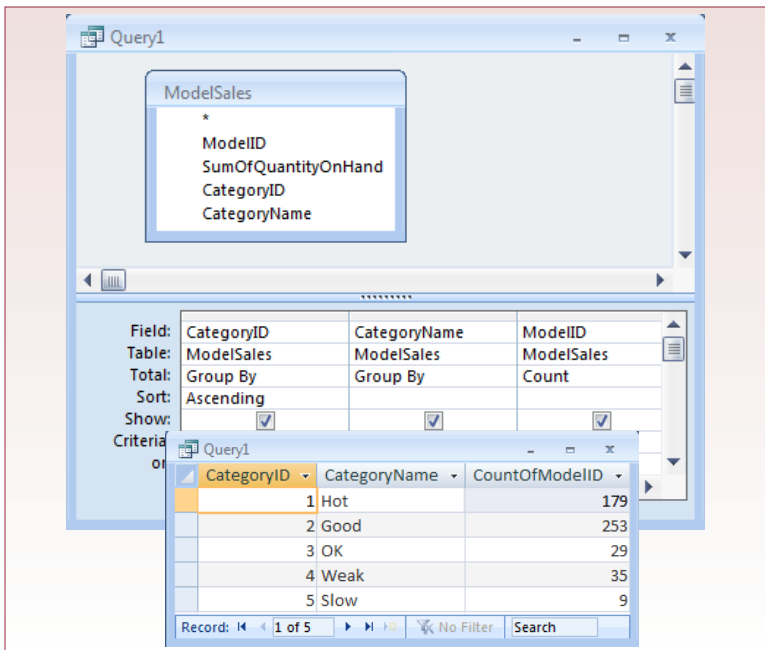 Query1
ModelSales
*
ModelID
SumOfQuantityOnHand
CategoryID
CategoryName
Field: CategoryID CategoryName ModelID
Table: ModelSales ModelSales ModelSales
Total: Group By Group By Count
Sort: Ascending
Show:
Criteria
or
Query1
CategoryID CategoryName CountOfModelID
1 Hot 179
2 Good 253
3 OK 29
4 Weak 35
5 Slow 9
Record: 1 of 5 No Filter Search